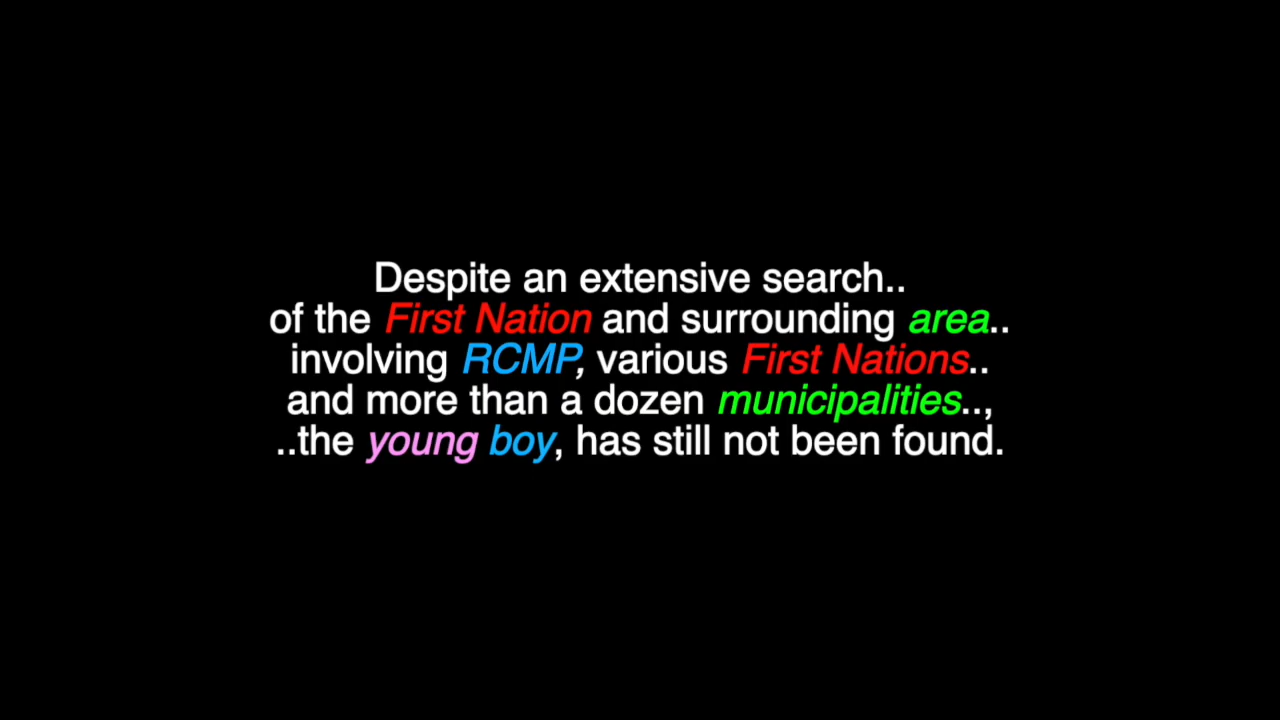 Despite an extensive search..
of the First Nation and surrounding area..
involving RCMP, various First Nations..
and more than a dozen municipalities..,
..the young boy, has still not been found.